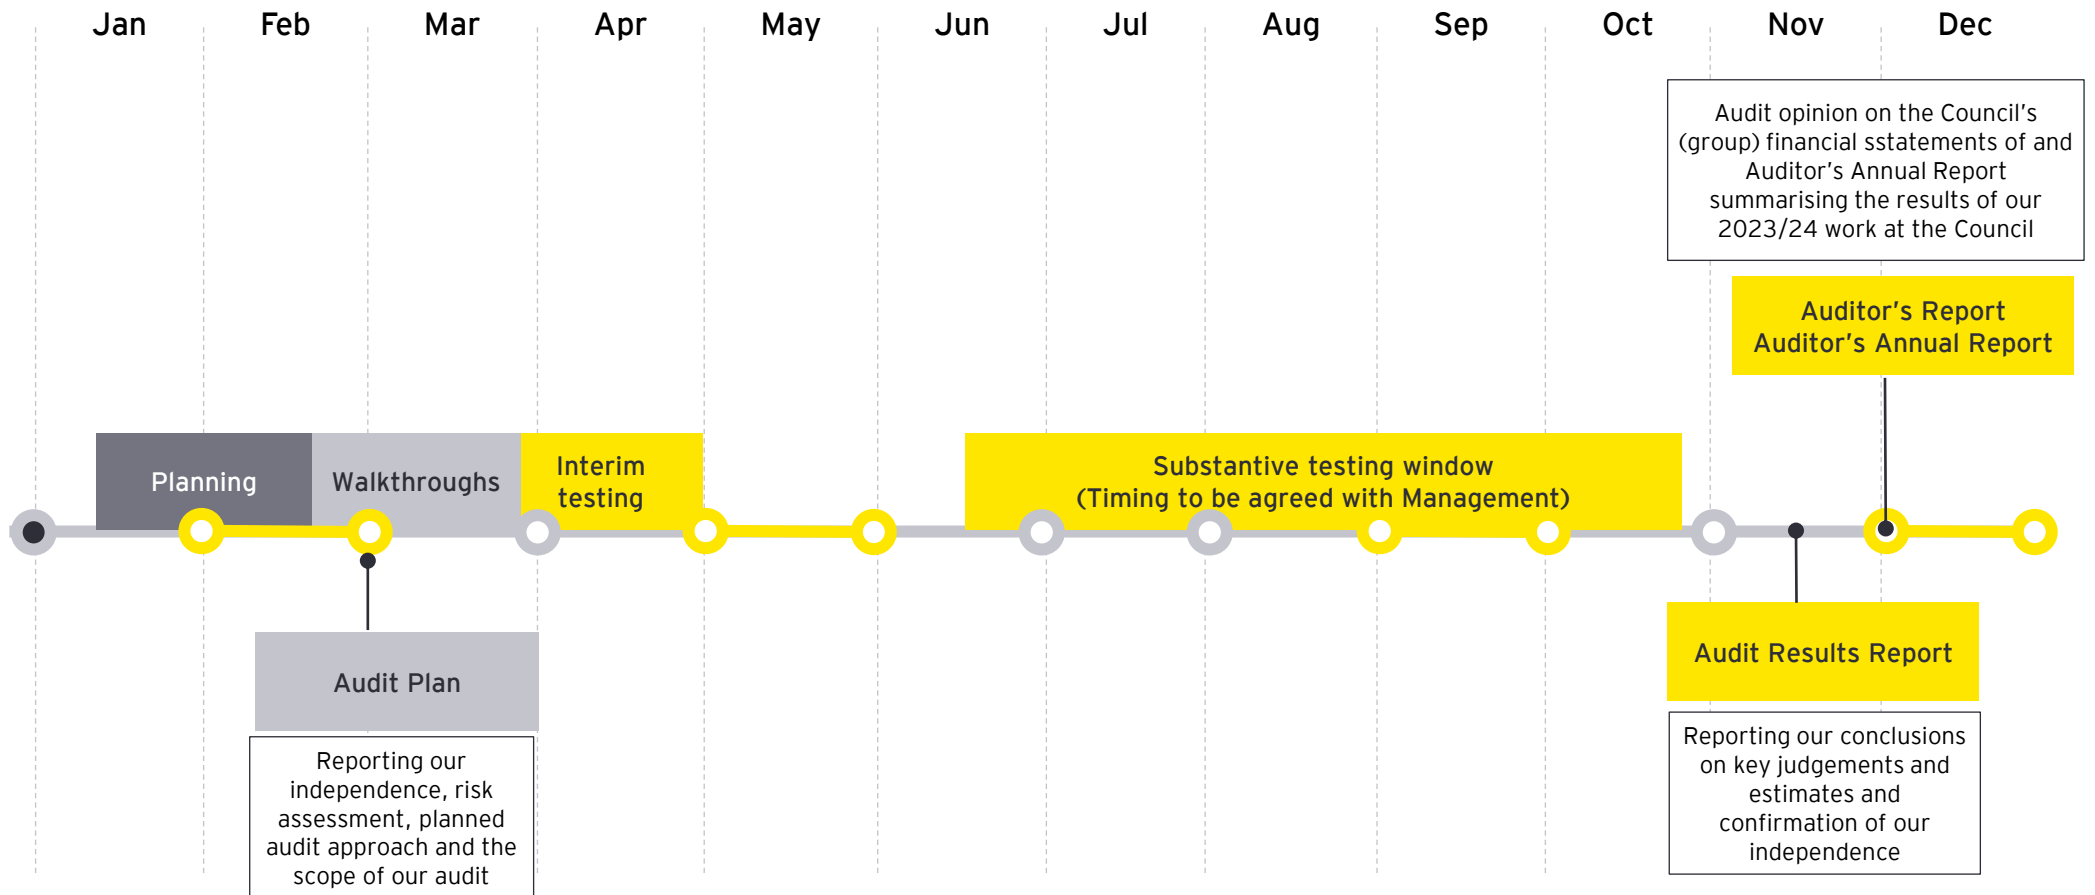 Jan Feb Mar Apr May Jun Jul Aug Sep Oct Nov Dec
Audit opinion on the Council's
(group) financial sstatements of and
Auditor's Annual Report
summarising the results of our
2023/24 work at the Council
Auditor's Report
Auditor's Annual Report
Planning
Walkthroughs
Interim
testing
Substantive testing window
(Timing to be agreed with Management)
Audit Plan
Reporting our
independence, risk
assessment, planned
audit approach and the
scope of our audit
Audit Results Report
Reporting our conclusions
on key judgements and
estimates and
confirmation of our
independence